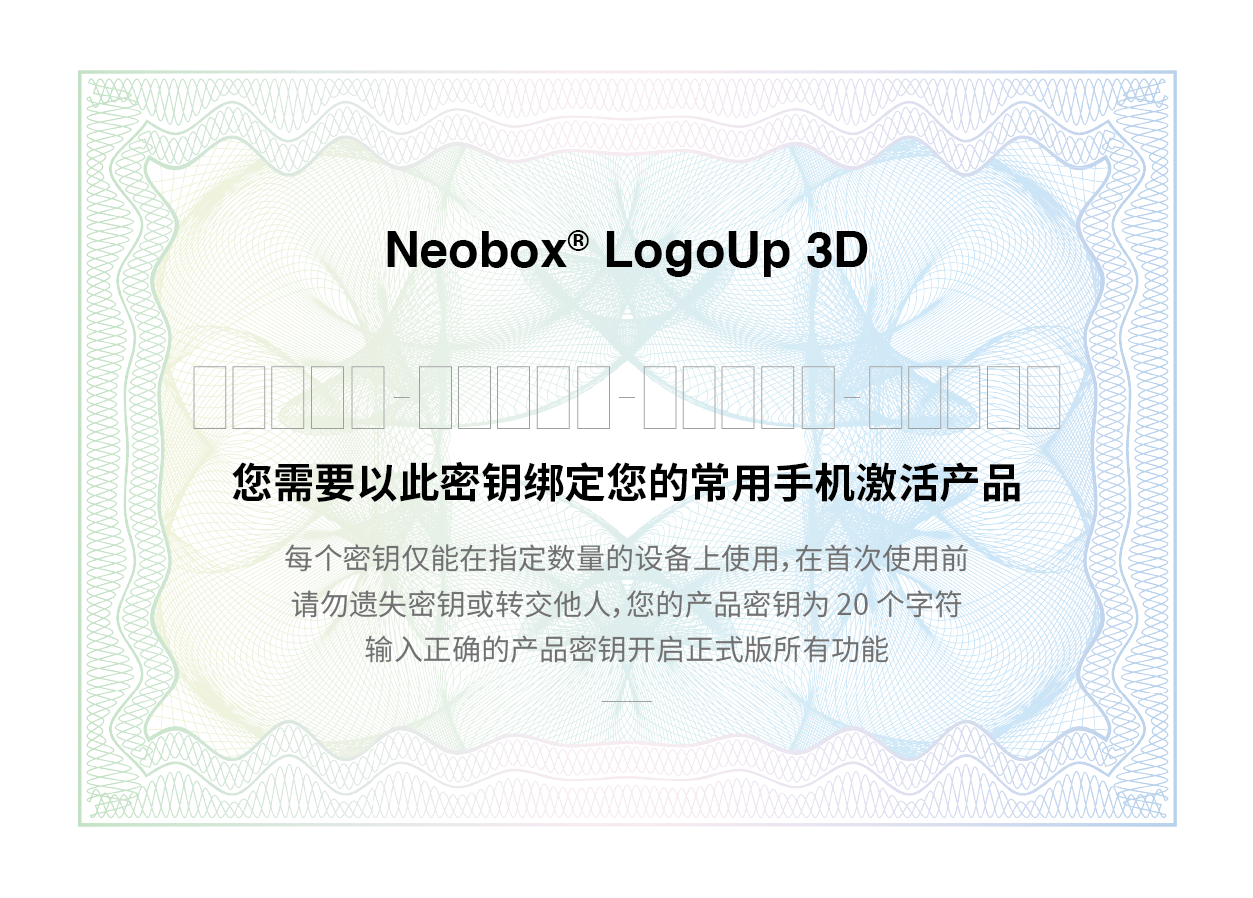 Neobox® LogoUp 3D
您需要以此密钥绑定您的常用手机激活产品
每个密钥仅能在指定数量的设备上使用，在首次使用前
请勿遗失密钥或转交他人，您的产品密钥为 20 个字符
输入正确的产品密钥开启正式版所有功能